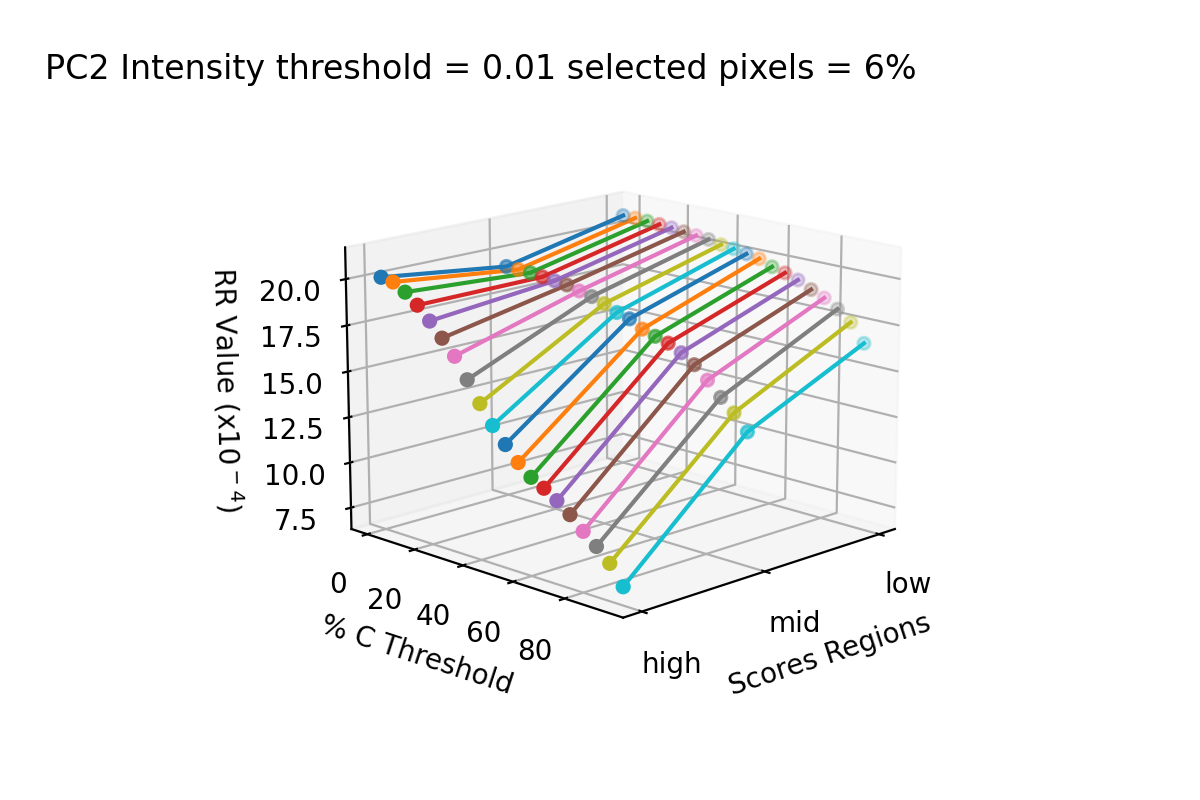 PC2 Intensity threshold = 0.01 selected pixels = 6%
RR Value (x10⁻⁴)
20.0
17.5
15.0
12.5
10.0
7.5
0
20
40
60
80
% C Threshold
high
mid
low
Scores Regions